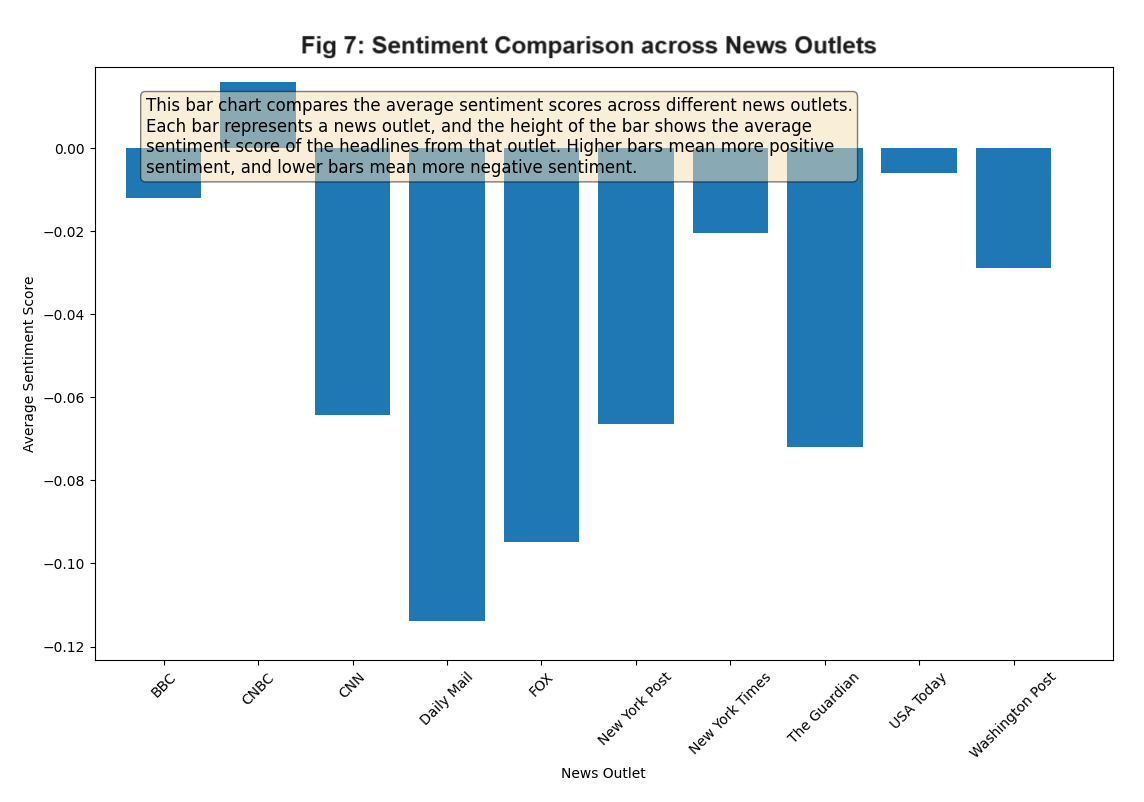 Fig 7: Sentiment Comparison across News Outlets
This bar chart compares the average sentiment scores across different news outlets.
Each bar represents a news outlet, and the height of the bar shows the average
sentiment score of the headlines from that outlet. Higher bars mean more positive
sentiment, and lower bars mean more negative sentiment.
0.00
−0.02
−0.04
−0.06
−0.08
−0.10
−0.12
Average Sentiment Score
BBC
CNBC
CNN
Daily Mail
FOX
New York Post
New York Times
The Guardian
USA Today
Washington Post
News Outlet